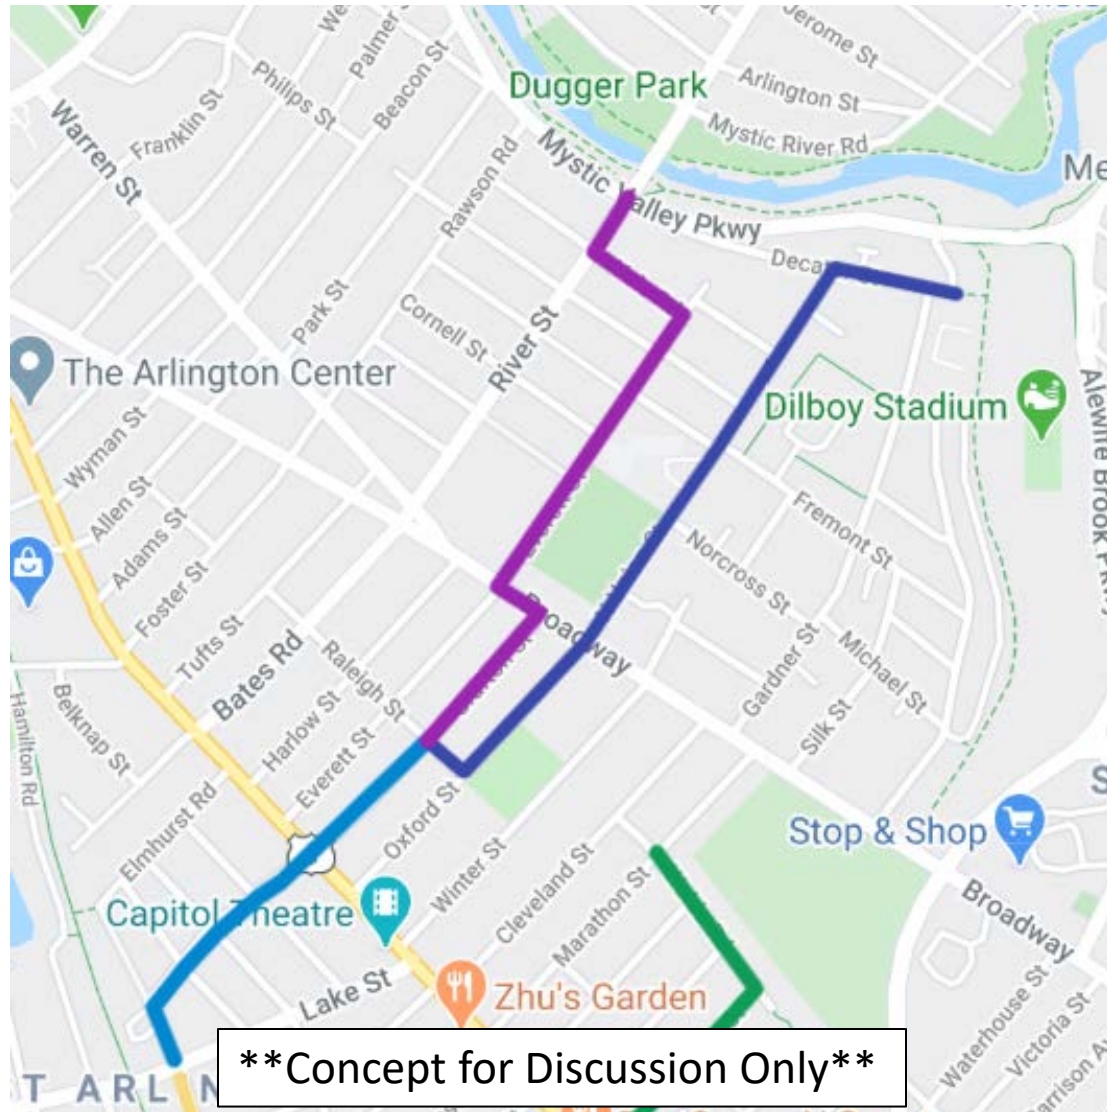 Dugger Park
Jerome St
Arlington St
Mystic River Rd
Philips St
Palmer S
Beacon St
Franklin St
Warren St
Rawson Rd
Mystic Valley Pkwy
Me
Park St
Cornell St
River St
The Arlington Center
Dilboy Stadium
Alewife Brook Pkwy
Wyman St
Allen St
Adams St
Foster St
Tufts St
Bates Rd
Raleigh St
Fremont St
Norcross St
Michael St
Gardner St
Silk St
Broadway
Hamilton Rd
Belknap St
Harlow St
Everett St
Elmhurst Rd
Oxford St
Winter St
Cleveland St
Marathon St
Stop & Shop
Capitol Theatre
Zhu's Garden
Lake St
Broadway
Waterhouse St
Victoria St
arrison Av
S
T ARLIN
**Concept for Discussion Only**